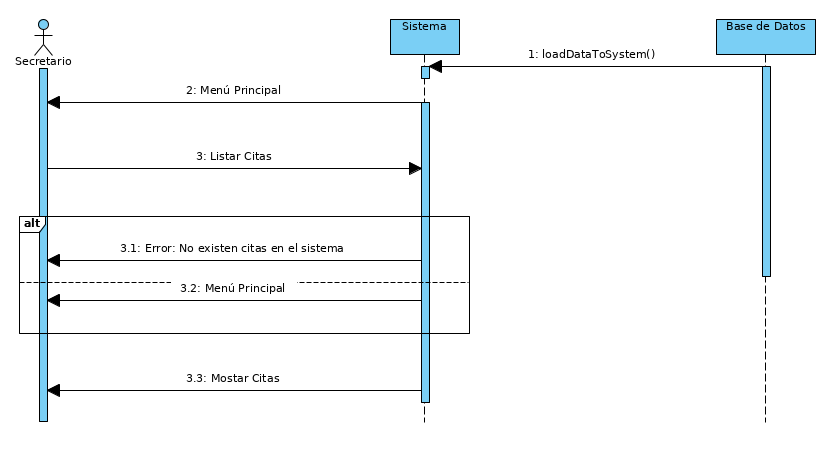 Sistema
Base de Datos
Secretario
1: loadDataToSystem()
2: Menú Principal
3: Listar Citas
alt
3.1: Error: No existen citas en el sistema
3.2: Menú Principal
3.3: Mostar Citas